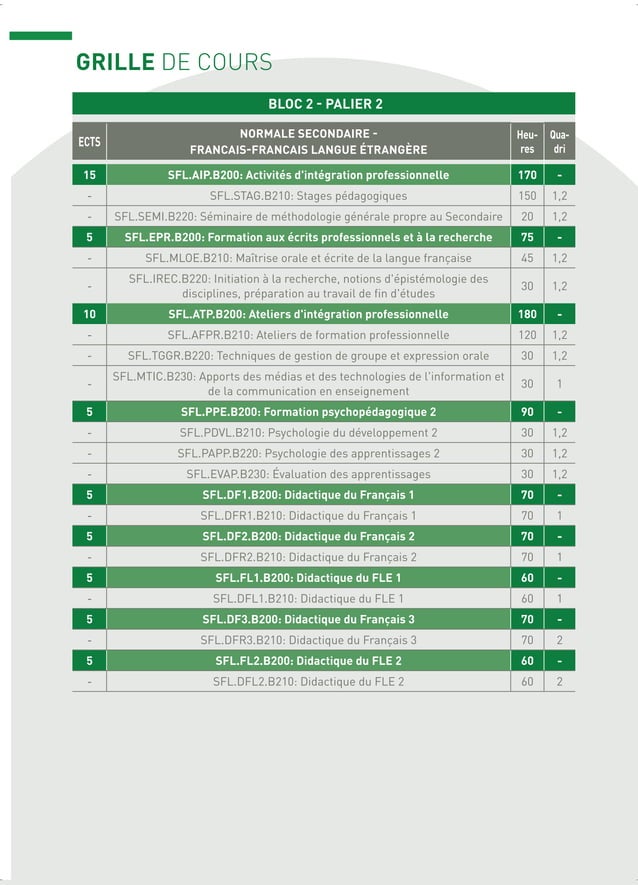 GRILLE DE COURS
BLOC 2 - PALIER 2
ECTS NORMALE SECONDAIRE - FRANCAIS-FRANCAIS LANGUE ÉTRANGÈRE Heu-res Qua-dri
15 SFL.AIP.B200: Activités d'intégration professionnelle 170 -
- SFL.STAG.B210: Stages pédagogiques 150 1,2
- SFL.SEMI.B220: Séminaire de méthodologie générale propre au Secondaire 20 1,2
5 SFL.EPR.B200: Formation aux écrits professionnels et à la recherche 75 -
- SFL.MLOE.B210: Maîtrise orale et écrite de la langue française 45 1,2
- SFL.IREC.B220: Initiation à la recherche, notions d'épistémologie des
disciplines, préparation au travail de fin d'études 30 1,2
10 SFL.ATP.B200: Ateliers d'intégration professionnelle 180 -
- SFL.AFPR.B210: Ateliers de formation professionnelle 120 1,2
- SFL.TGGR.B220: Techniques de gestion de groupe et expression orale 30 1,2
- SFL.MTIC.B230: Apports des médias et des technologies de l'information et
de la communication en enseignement 30 1
5 SFL.PPE.B200: Formation psychopédagogique 2 90 -
- SFL.PDVL.B210: Psychologie du développement 2 30 1,2
- SFL.PAPP.B220: Psychologie des apprentissages 2 30 1,2
- SFL.EVAP.B230: Évaluation des apprentissages 30 1,2
5 SFL.DF1.B200: Didactique du Français 1 70 -
- SFL.DFR1.B210: Didactique du Français 1 70 1
5 SFL.DF2.B200: Didactique du Français 2 70 -
- SFL.DFR2.B210: Didactique du Français 2 70 1
5 SFL.FL1.B200: Didactique du FLE 1 60 -
- SFL.DFL1.B210: Didactique du FLE 1 60 1
5 SFL.DF3.B200: Didactique du Français 3 70 -
- SFL.DFR3.B210: Didactique du Français 3 70 2
5 SFL.FL2.B200: Didactique du FLE 2 60 -
- SFL.DFL2.B210: Didactique du FLE 2 60 2